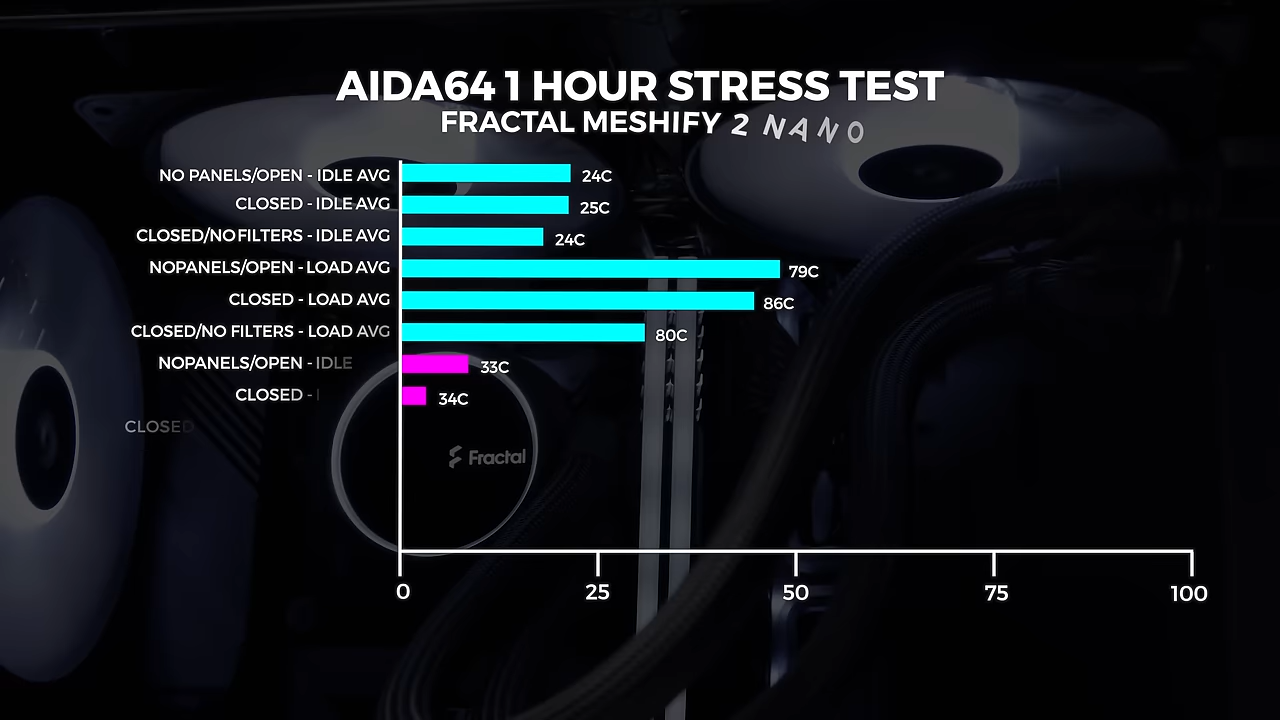 AIDA64 1 HOUR STRESS TEST
FRACTAL MESHIFY 2 NANO
NO PANELS/OPEN - IDLE AVG 24C
CLOSED - IDLE AVG 25C
CLOSED/NO FILTERS - IDLE AVG 24C
NOPANELS/OPEN - LOAD AVG 79C
CLOSED - LOAD AVG 86C
CLOSED/NO FILTERS - LOAD AVG 80C
NOPANELS/OPEN - IDLE 33C
CLOSED - I 34C
CLOSED
Fractal
0 25 50 75 100